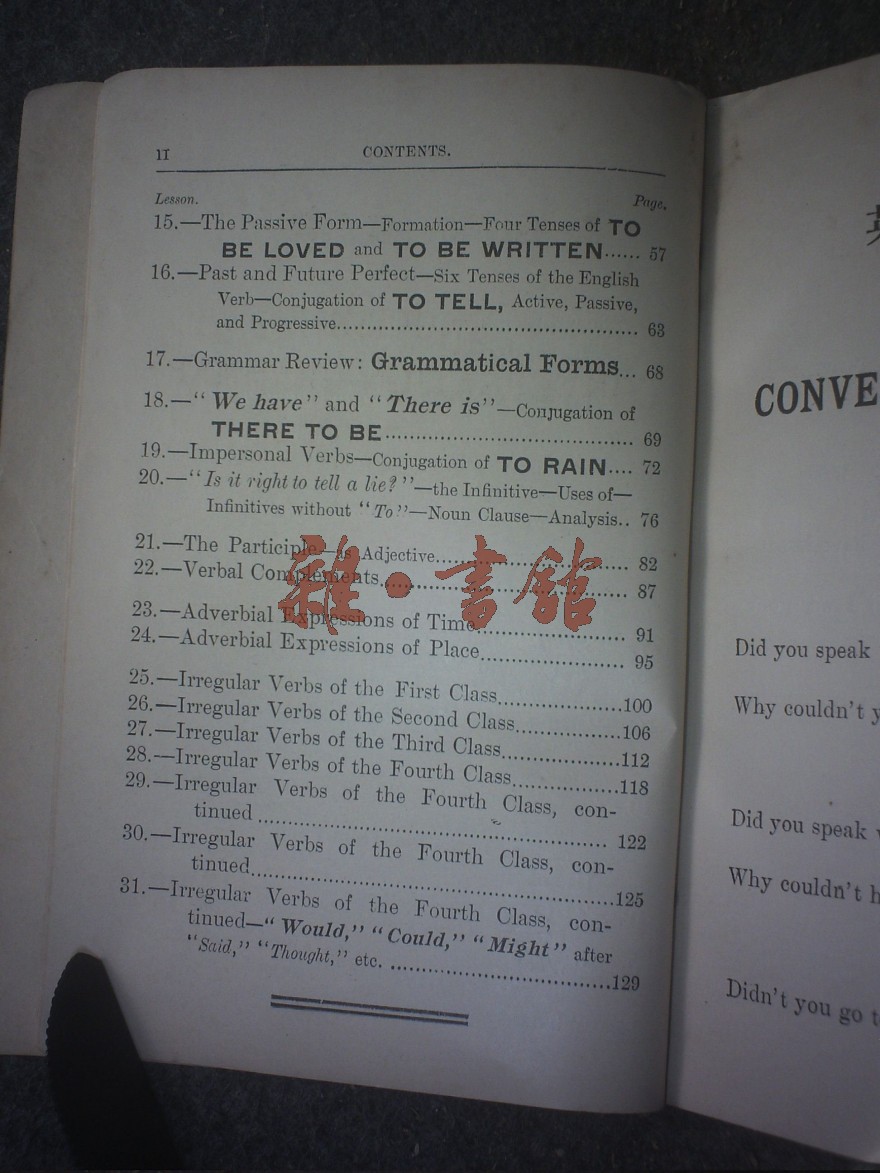 II CONTENTS.
Lesson. Page.
15.—The Passive Form—Formation—Four Tenses of TO
BE LOVED and TO BE WRITTEN...... 57
16.—Past and Future Perfect—Six Tenses of the English
Verb—Conjugation of TO TELL, Active, Passive,
and Progressive.................................................. 63
17.—Grammar Review: Grammatical Forms... 68
18.—"We have" and "There is"—Conjugation of
THERE TO BE......................................... 69
19.—Impersonal Verbs—Conjugation of TO RAIN.... 72
20.—"Is it right to tell a lie?"—the Infinitive—Uses of—
Infinitives without "To"—Noun Clause—Analysis.. 76
21.—The Participle—as Adjective................................ 82
22.—Verbal Complements......................................... 87
23.—Adverbial Expressions of Time......................... 91
24.—Adverbial Expressions of Place........................ 95
25.—Irregular Verbs of the First Class.....................100
26.—Irregular Verbs of the Second Class..................106
27.—Irregular Verbs of the Third Class....................112
28.—Irregular Verbs of the Fourth Class..................118
29.—Irregular Verbs of the Fourth Class, con-
tinued .......................................................... 122
30.—Irregular Verbs of the Fourth Class, con-
tinued............................................................125
31.—Irregular Verbs of the Fourth Class, con-
tinued—"Would," "Could," "Might" after
"Said," "Thought," etc. .....................................129
雜·書館
英
CONVE
Did you speak
Why couldn't y
Did you speak
Why couldn't h
Didn't you go t